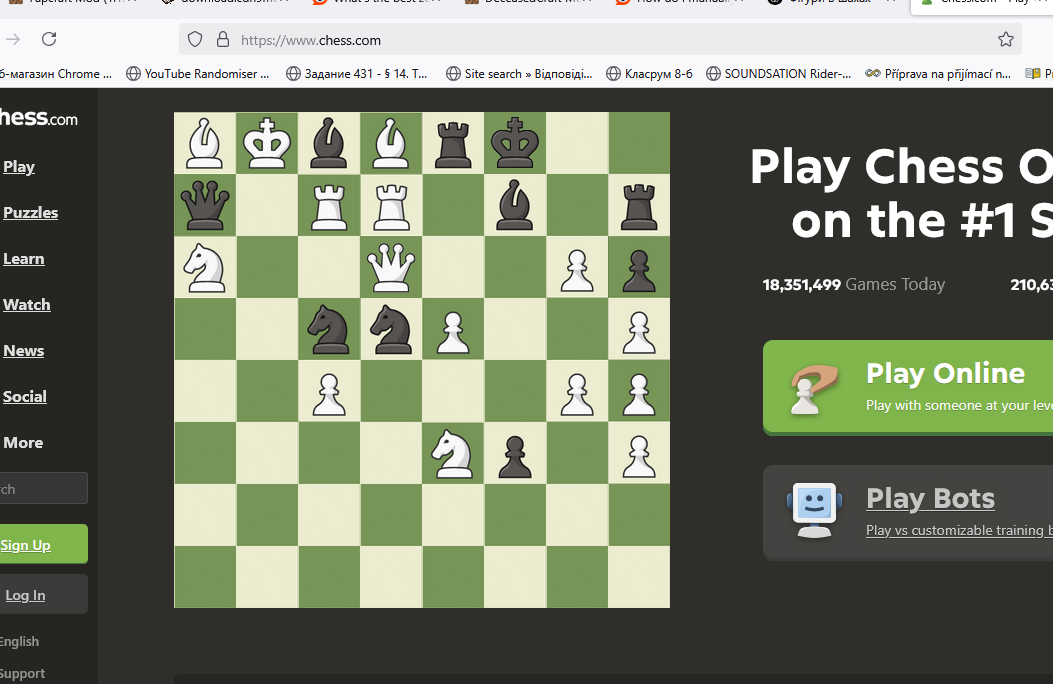 https://www.chess.com
YouTube Randomiser ...
Задание 431 - § 14. Т...
Site search » Відповіді...
Класрум 8-б
SOUNDSATION Rider-...
Příprava na přijímací n...
б-магазин Chrome ...
hess.com
Play
Puzzles
Learn
Watch
News
Social
More
rch
Sign Up
Log In
English
Support
Play Chess O
on the #1 S
18,351,499 Games Today
210,63
Play Online
Play with someone at your leve
Play Bots
Play vs customizable training b